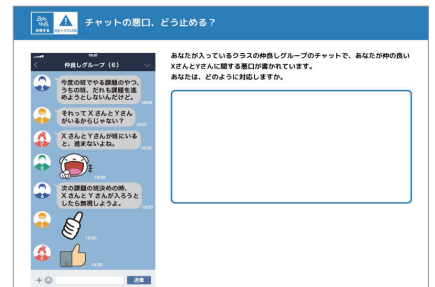 チャットの悪口、どう止める？
あなたが入っているクラスの仲良しグループのチャットで、あなたが仲の良い
XさんとYさんに関する悪口が書かれています。
あなたは、どのように対応しますか。
仲良しグループ（6）
今度の班でやる課題のやつ、
うちの班、だれも課題を進
めようとしないんだけど。
それってXさんとYさん
がいるからじゃない？
XさんとYさんが班にいる
と、進まないよね。
次の課題の班決めの時、
XさんとYさんが入ろうと
したら無視しようよ。
送信